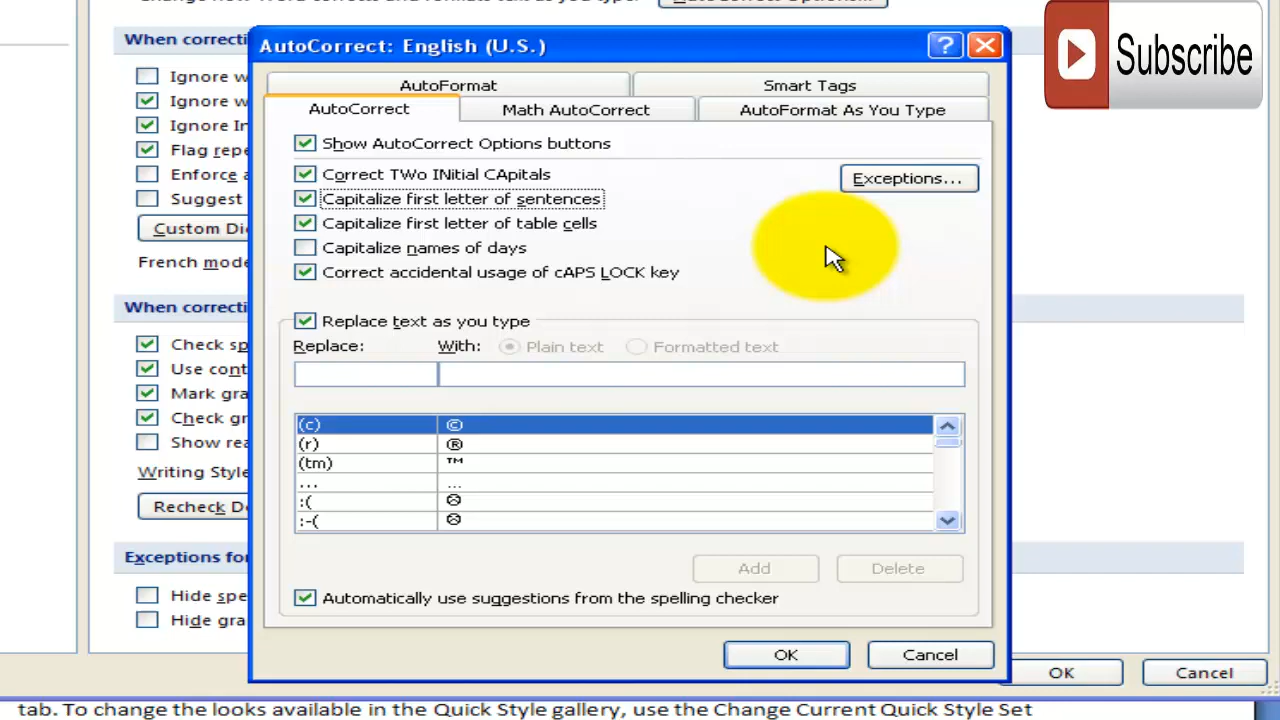 AutoCorrect: English (U.S.)
Subscribe
When correcti
AutoFormat
Smart Tags
AutoCorrect
Math AutoCorrect
AutoFormat As You Type
Ignore w
Ignore w
Ignore In
Flag repe
Enforce a
Suggest
Custom Di
French mode
Show AutoCorrect Options buttons
Correct TWo INitial CApitals
Exceptions...
Capitalize first letter of sentences
Capitalize first letter of table cells
Capitalize names of days
Correct accidental usage of cAPS LOCK key
When correcti
Check sp
Use cont
Mark gra
Check gr
Show rea
Writing Style
Recheck Do
Replace text as you type
Replace:
With:
Plain text
Formatted text
(c) ©
(r) ®
(tm) ™
... ...
:( ☹
:-( ☹
Add
Delete
Exceptions for
Hide spe
Hide gra
Automatically use suggestions from the spelling checker
OK
Cancel
OK
Cancel
tab. To change the looks available in the Quick Style gallery, use the Change Current Quick Style Set